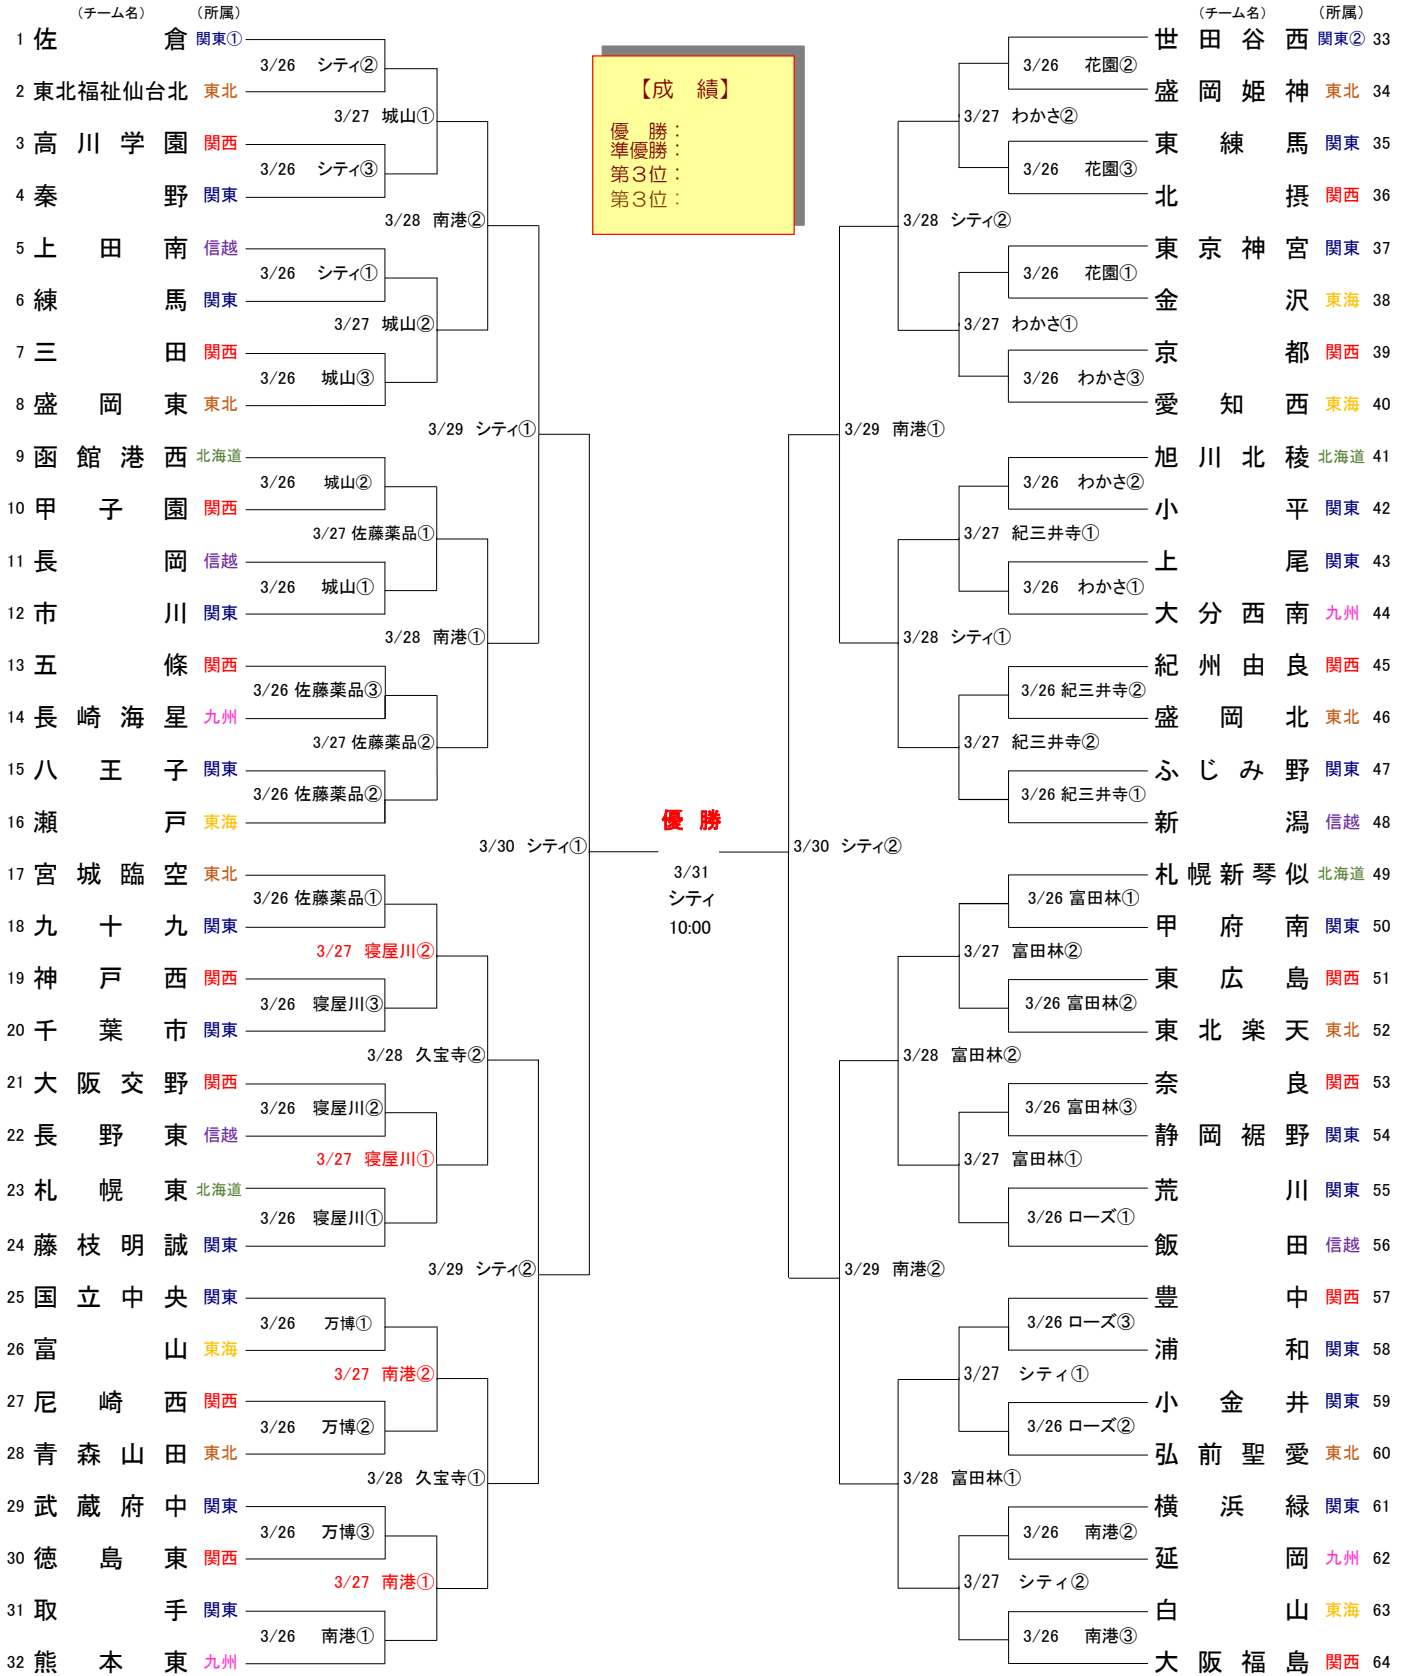 （チーム名） （所属）
1 佐倉 関東①
3/26 シティ②
2 東北福祉仙台北 東北
3/27 城山①
3 高川学園 関西
3/26 シティ③
4 秦野 関東
3/28 南港②
5 上田南 信越
3/26 シティ①
6 練馬 関東
3/27 城山②
7 三田 関西
3/26 城山③
8 盛岡東 東北
3/29 シティ①
9 函館港西 北海道
3/26 城山②
10 甲子園 関西
3/27 佐藤薬品①
11 長岡 信越
3/26 城山①
12 市川 関東
3/28 南港①
13 五條 関西
3/26 佐藤薬品③
14 長崎海星 九州
3/27 佐藤薬品②
15 八王子 関東
3/26 佐藤薬品②
16 瀬戸 東海
3/30 シティ①
17 宮城臨空 東北
3/26 佐藤薬品①
18 九十九 関東
3/27 寝屋川②
19 神戸西 関西
3/26 寝屋川③
20 千葉市 関東
3/28 久宝寺②
21 大阪交野 関西
3/26 寝屋川②
22 長野東 信越
3/27 寝屋川①
23 札幌東 北海道
3/26 寝屋川①
24 藤枝明誠 関東
3/29 シティ②
25 国立中央 関東
3/26 万博①
26 富山 東海
3/27 南港②
27 尼崎西 関西
3/26 万博②
28 青森山田 東北
3/28 久宝寺①
29 武蔵府中 関東
3/26 万博③
30 徳島東 関西
3/27 南港①
31 取手 関東
3/26 南港①
32 熊本東 九州
【成 績】
優 勝：
準優勝：
第３位：
第３位：
優 勝
3/31
シティ
10:00
（チーム名） （所属）
世田谷西 関東② 33
3/26 花園②
盛岡姫神 東北 34
3/27 わかさ②
東練馬 関東 35
3/26 花園③
北摂 関西 36
3/28 シティ②
東京神宮 関東 37
3/26 花園①
金沢 東海 38
3/27 わかさ①
京都 関西 39
3/26 わかさ③
愛知西 東海 40
3/29 南港①
旭川北稜 北海道 41
3/26 わかさ②
小平 関東 42
3/27 紀三井寺①
上尾 関東 43
3/26 わかさ①
大分西南 九州 44
3/28 シティ①
紀州由良 関西 45
3/26 紀三井寺②
盛岡北 東北 46
3/27 紀三井寺②
ふじみ野 関東 47
3/26 紀三井寺①
新潟 信越 48
3/30 シティ②
札幌新琴似 北海道 49
3/26 富田林①
甲府南 関東 50
3/27 富田林②
東広島 関西 51
3/26 富田林②
東北楽天 東北 52
3/28 富田林②
奈良 関西 53
3/26 富田林③
静岡裾野 関東 54
3/27 富田林①
荒川 関東 55
3/26 ローズ①
飯田 信越 56
3/29 南港②
豊中 関西 57
3/26 ローズ③
浦和 関東 58
3/27 シティ①
小金井 関東 59
3/26 ローズ②
弘前聖愛 東北 60
3/28 富田林①
横浜緑 関東 61
3/26 南港②
延岡 九州 62
3/27 シティ②
白山 東海 63
3/26 南港③
大阪福島 関西 64